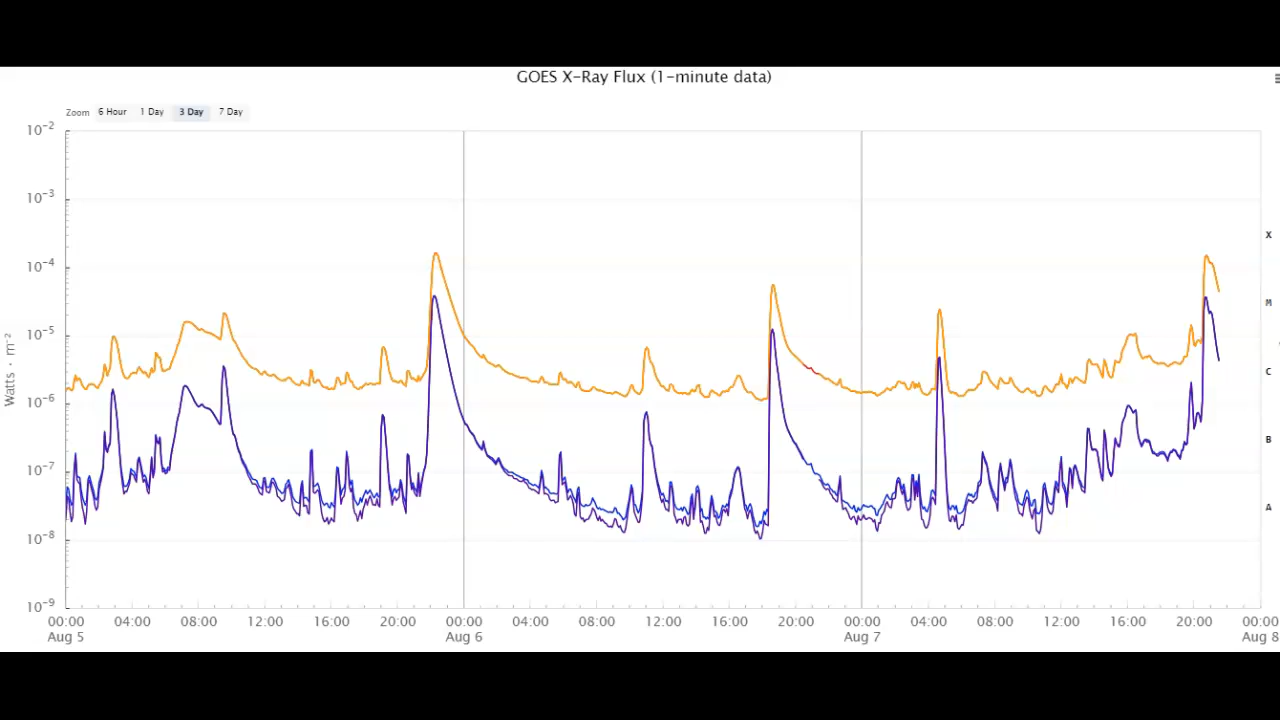 GOES X-Ray Flux (1-minute data)
Zoom 6 Hour 1 Day 3 Day 7 Day
10⁻²
10⁻³
10⁻⁴
10⁻⁵
10⁻⁶
10⁻⁷
10⁻⁸
10⁻⁹
Watts · m⁻²
X
M
C
B
A
00:00 04:00 08:00 12:00 16:00 20:00 00:00 04:00 08:00 12:00 16:00 20:00 00:00 04:00 08:00 12:00 16:00 20:00 00:00
Aug 5 Aug 6 Aug 7 Aug 8